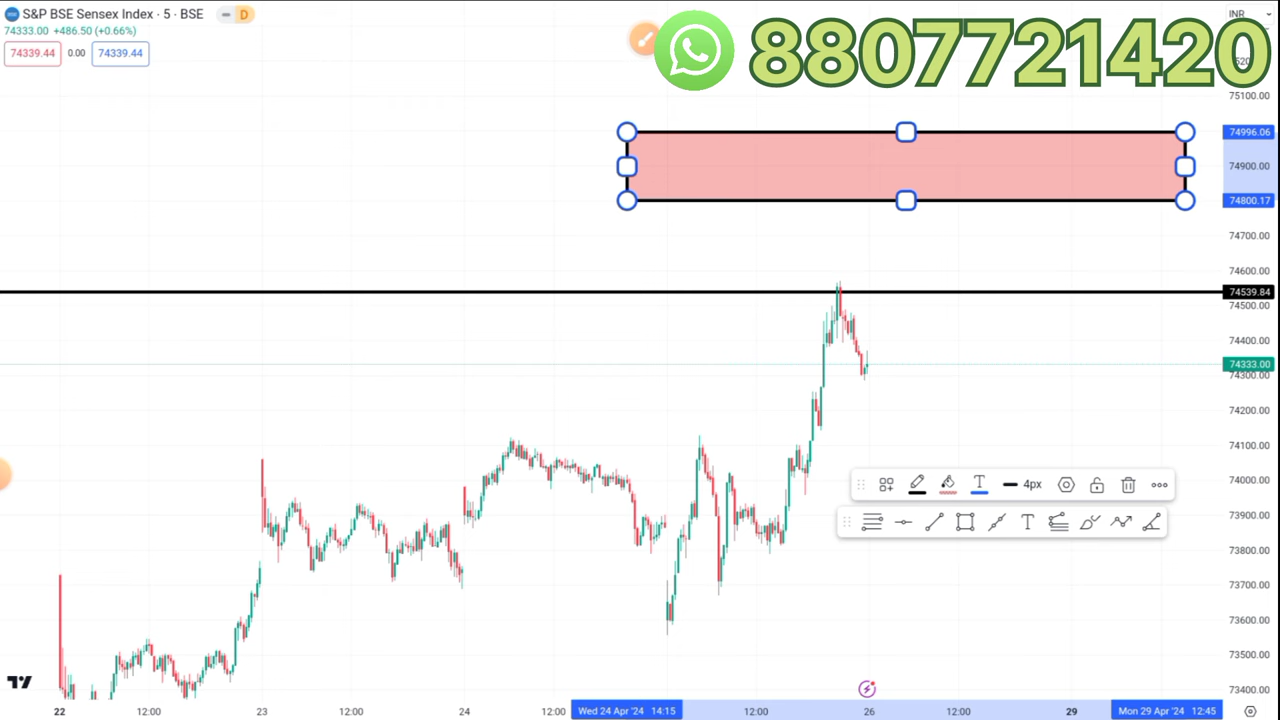 S&P BSE Sensex Index · 5 · BSE
D
74333.00 +486.50 (+0.66%)
74339.44 0.00 74339.44
8807721420
INR
75100.00
74996.06
74900.00
74800.17
74700.00
74600.00
74539.84
74500.00
74400.00
74333.00
74300.00
74200.00
74100.00
74000.00
73900.00
73800.00
73700.00
73600.00
73500.00
73400.00
T 4px
T
22 12:00 23 12:00 24 12:00 Wed 24 Apr '24 14:15 12:00 26 12:00 29 Mon 29 Apr '24 12:45